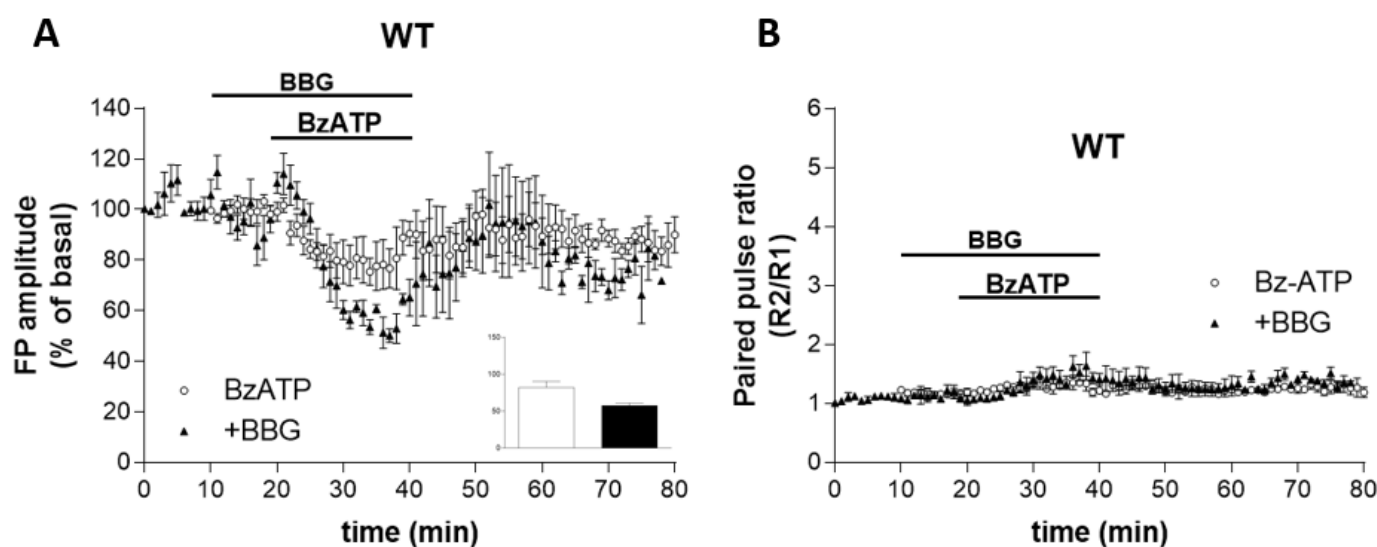 A
WT
BBG
BzATP
FP amplitude
(% of basal)
140
120
100
80
60
40
20
0
BzATP
+BBG
150
100
50
0
0 10 20 30 40 50 60 70 80
time (min)
B
WT
BBG
BzATP
Bz-ATP
+BBG
Paired pulse ratio
(R2/R1)
6
5
4
3
2
1
0
0 10 20 30 40 50 60 70 80
time (min)